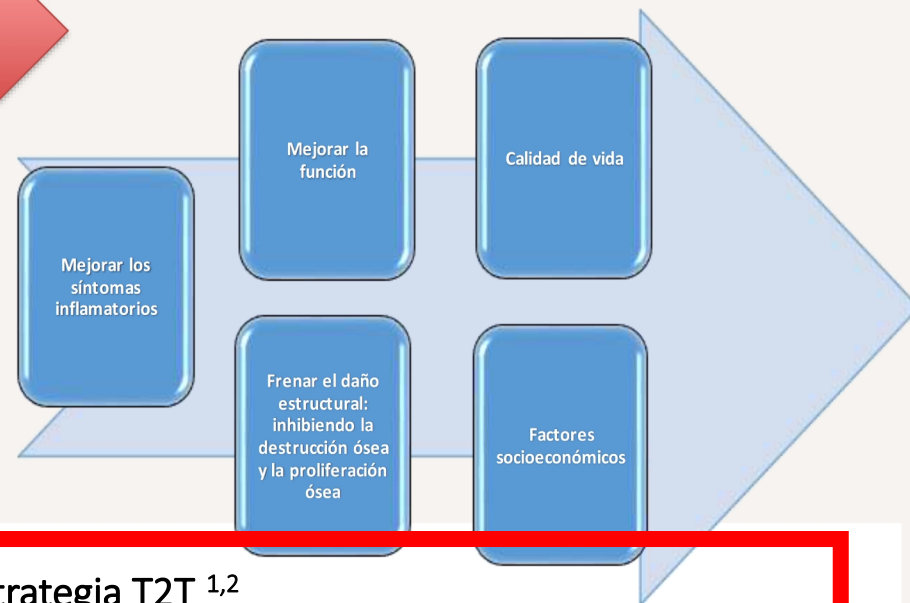 Mejorar los
síntomas
inflamatorios
Mejorar la
función
Frenar el daño
estructural:
inhibiendo la
destrucción ósea
y la proliferación
ósea
Calidad de vida
Factores
socioeconómicos
T2T 1,2